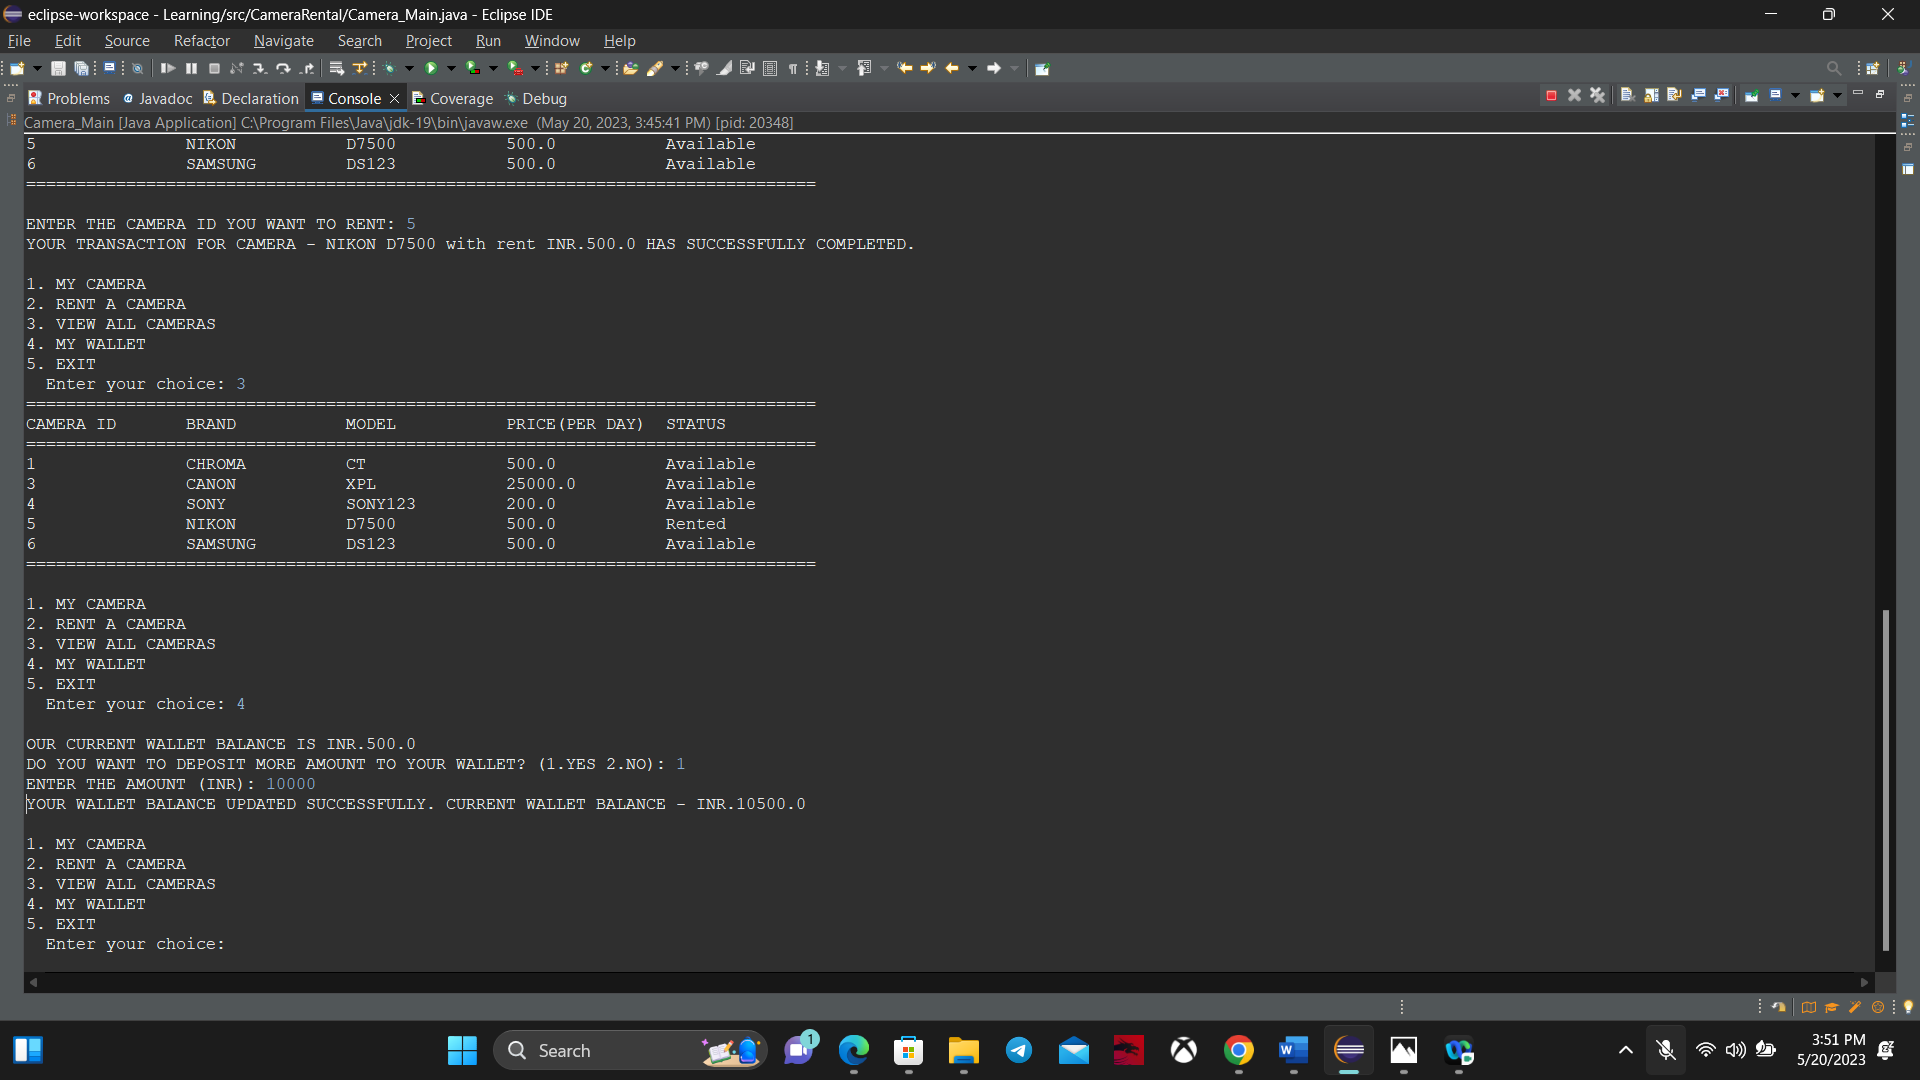 eclipse-workspace - Learning/src/CameraRental/Camera_Main.java - Eclipse IDE
File Edit Source Refactor Navigate Search Project Run Window Help
Problems Javadoc Declaration Console Coverage Debug
Camera_Main [Java Application] C:\Program Files\Java\jdk-19\bin\javaw.exe (May 20, 2023, 3:45:41 PM) [pid: 20348]
5 NIKON D7500 500.0 Available
6 SAMSUNG DS123 500.0 Available
===============================================================================
ENTER THE CAMERA ID YOU WANT TO RENT: 5
YOUR TRANSACTION FOR CAMERA - NIKON D7500 with rent INR.500.0 HAS SUCCESSFULLY COMPLETED.
1. MY CAMERA
2. RENT A CAMERA
3. VIEW ALL CAMERAS
4. MY WALLET
5. EXIT
Enter your choice: 3
===============================================================================
CAMERA ID BRAND MODEL PRICE(PER DAY) STATUS
===============================================================================
1 CHROMA CT 500.0 Available
3 CANON XPL 25000.0 Available
4 SONY SONY123 200.0 Available
5 NIKON D7500 500.0 Rented
6 SAMSUNG DS123 500.0 Available
===============================================================================
1. MY CAMERA
2. RENT A CAMERA
3. VIEW ALL CAMERAS
4. MY WALLET
5. EXIT
Enter your choice: 4
OUR CURRENT WALLET BALANCE IS INR.500.0
DO YOU WANT TO DEPOSIT MORE AMOUNT TO YOUR WALLET? (1.YES 2.NO): 1
ENTER THE AMOUNT (INR): 10000
YOUR WALLET BALANCE UPDATED SUCCESSFULLY. CURRENT WALLET BALANCE - INR.10500.0
1. MY CAMERA
2. RENT A CAMERA
3. VIEW ALL CAMERAS
4. MY WALLET
5. EXIT
Enter your choice:
Search
1
3:51 PM
5/20/2023